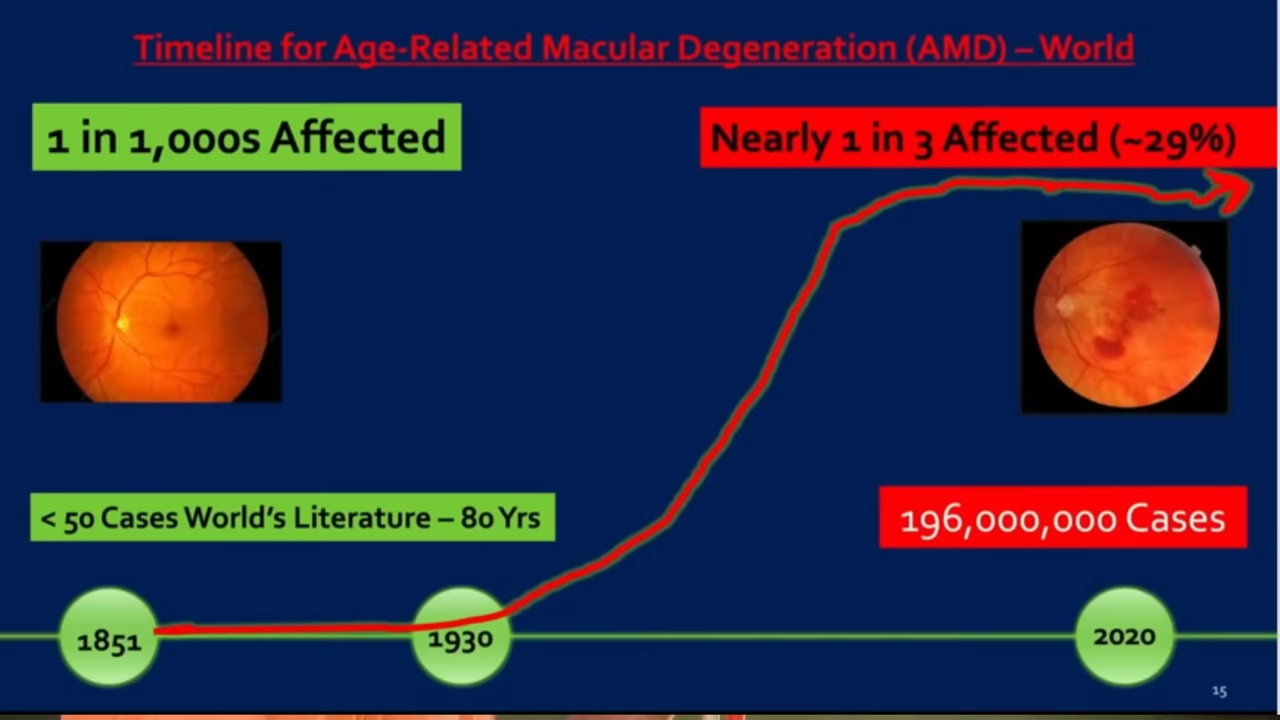 Timeline for Age-Related Macular Degeneration (AMD) – World
1 in 1,000s Affected
Nearly 1 in 3 Affected (~29%)
< 50 Cases World's Literature – 80 Yrs
196,000,000 Cases
1851
1930
2020
15